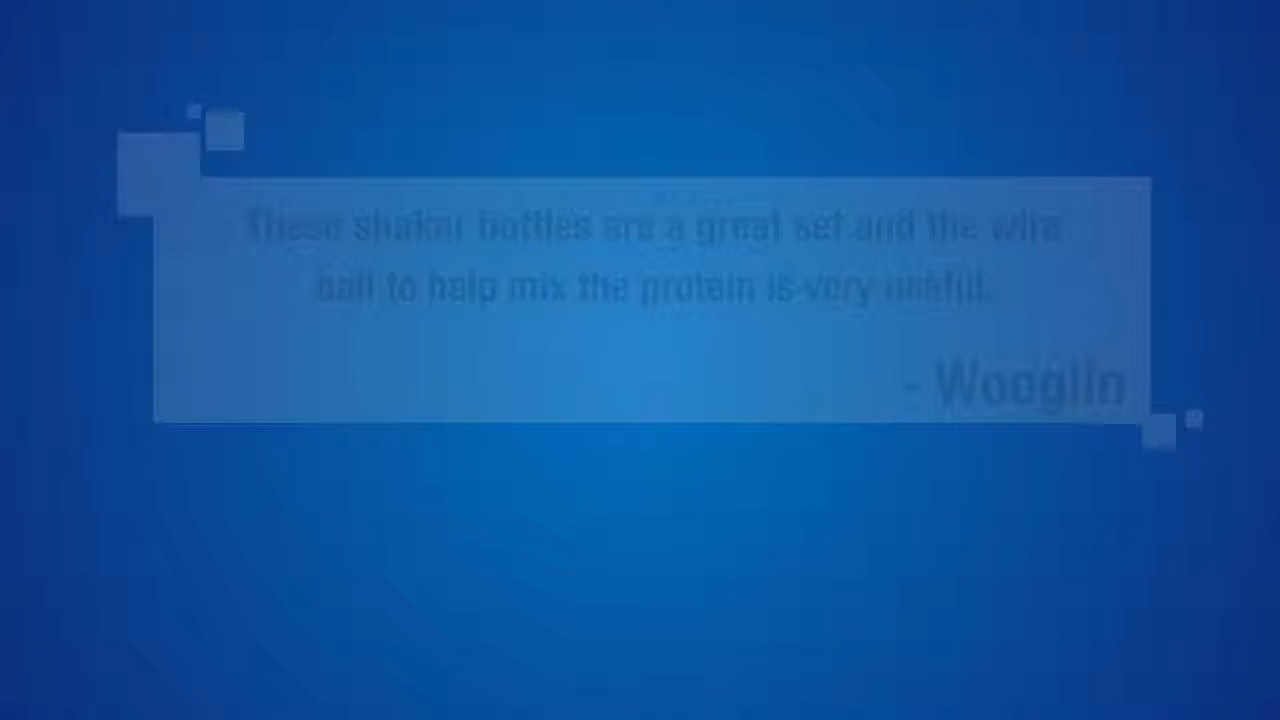 These shaker bottles are a great set and the wire
ball to help mix the protein is very useful.
- Wooglin